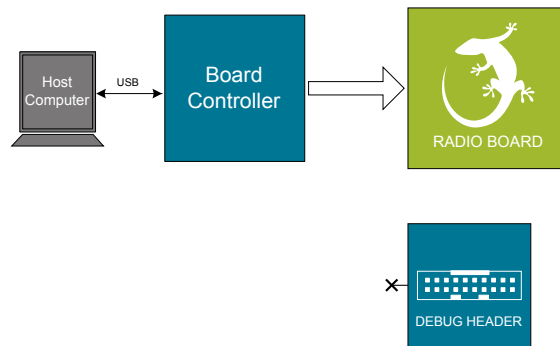 Host
Computer
USB
Board
Controller
RADIO BOARD
DEBUG HEADER